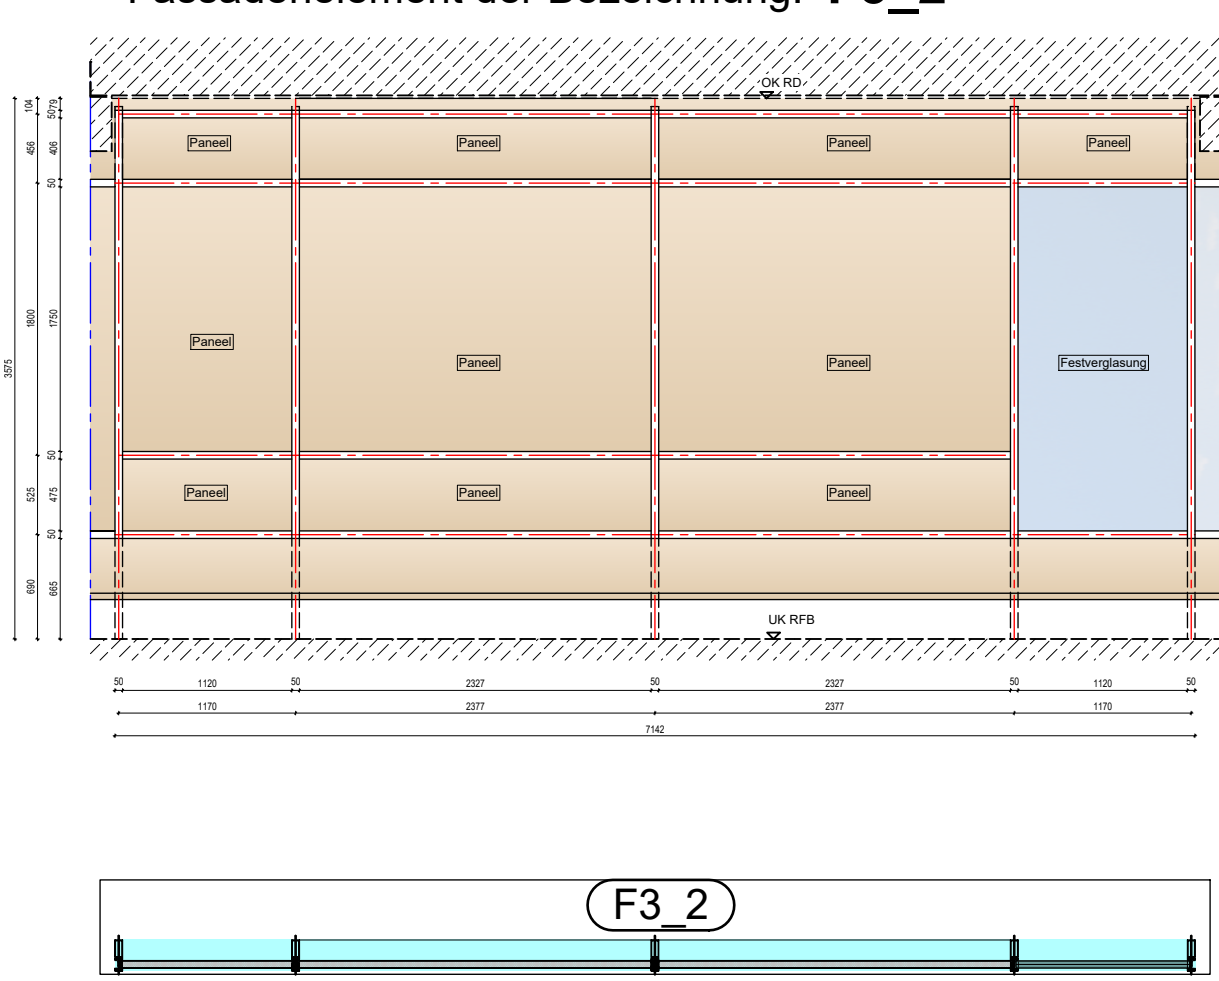 Fassadenelement der Bezeichnung: F3_2
OK RD
Paneel Paneel Paneel Paneel
Paneel
Paneel Paneel Festverglasung
Paneel Paneel Paneel
UK RFB
3575
104 456 1800 525 690
79 50 406 50 1750 50 475 50 665
50 1120 50 2327 50 2327 50 1120 50
1170 2377 2377 1170
7142
F3_2